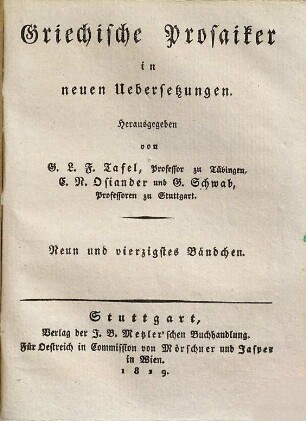 Griechische Prosaiker
in
neuen Uebersetzungen.
Herausgegeben
von
G. L. F. Tafel, Professor zu Tübingen,
C. N. Osiander und G. Schwab,
Professoren zu Stuttgart.
Neun und vierzigstes Bändchen.
Stuttgart,
Verlag der J. B. Metzler'schen Buchhandlung.
Für Oestreich in Commission von Mörschner und Jasper
in Wien.
1829.